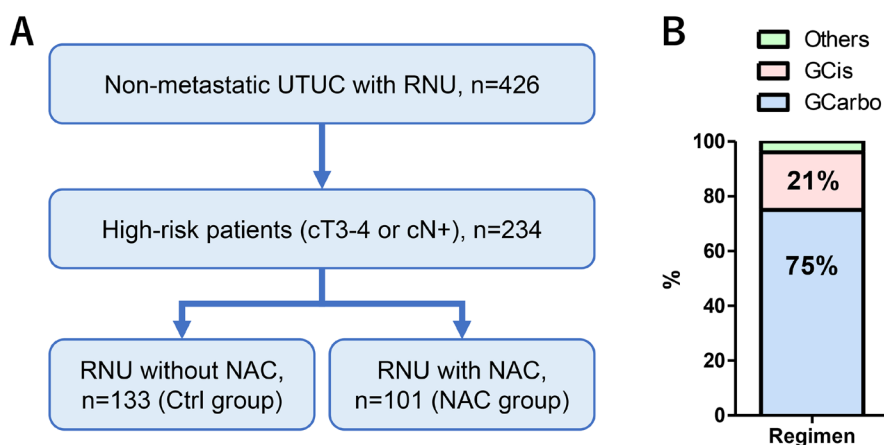 A
Non-metastatic UTUC with RNU, n=426
High-risk patients (cT3-4 or cN+), n=234
RNU without NAC,
n=133 (Ctrl group)
RNU with NAC,
n=101 (NAC group)
B
Others
GCis
GCarbo
100
80
60
40
20
0
%
21%
75%
Regimen